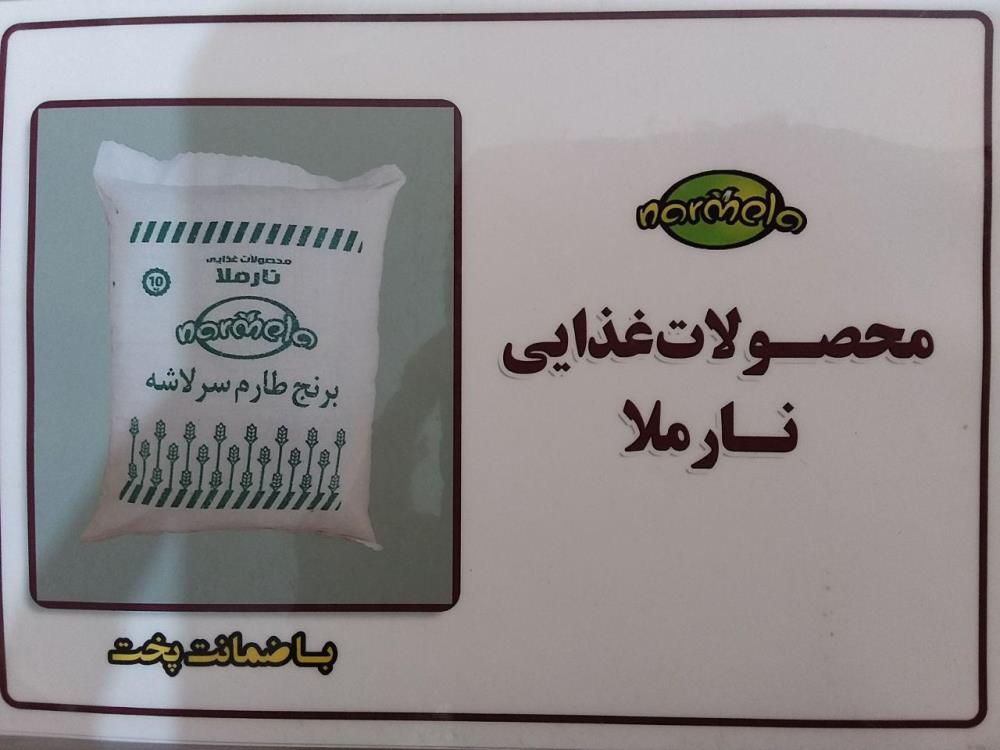 narmela
محصولات غذایی
نارملا
محصولات غذایی
نارملا
10
narmela
برنج طارم سرلاشه
با ضمانت پخت